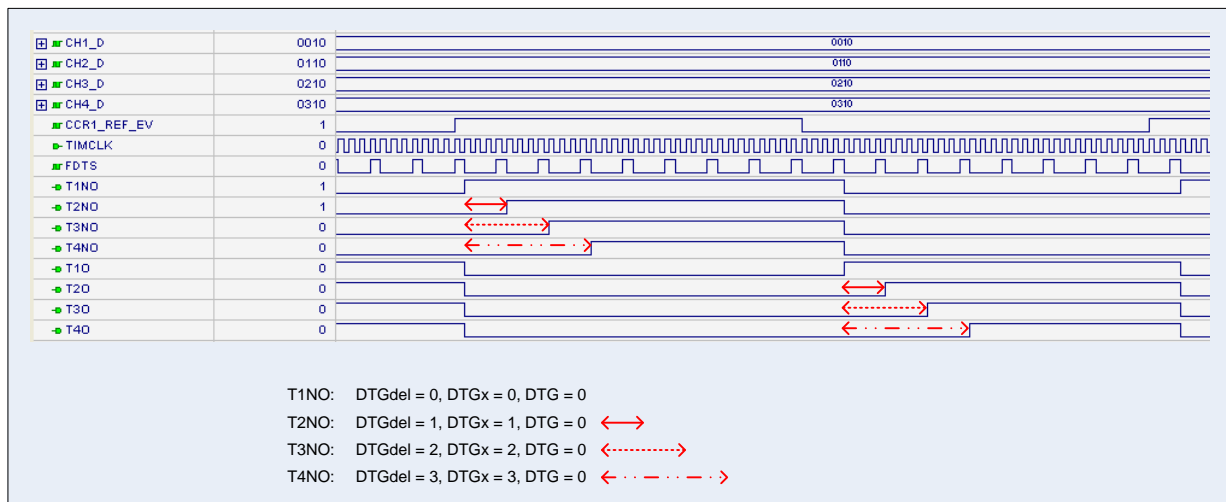 CH1_D 0010 0010
CH2_D 0110 0110
CH3_D 0210 0210
CH4_D 0310 0310
CCR1_REF_EV 1
TIMCLK 0
FDTS 0
T1NO 1
T2NO 1
T3NO 0
T4NO 0
T1O 0
T2O 0
T3O 0
T4O 0
T1NO: DTGdel = 0, DTGx = 0, DTG = 0
T2NO: DTGdel = 1, DTGx = 1, DTG = 0
T3NO: DTGdel = 2, DTGx = 2, DTG = 0
T4NO: DTGdel = 3, DTGx = 3, DTG = 0